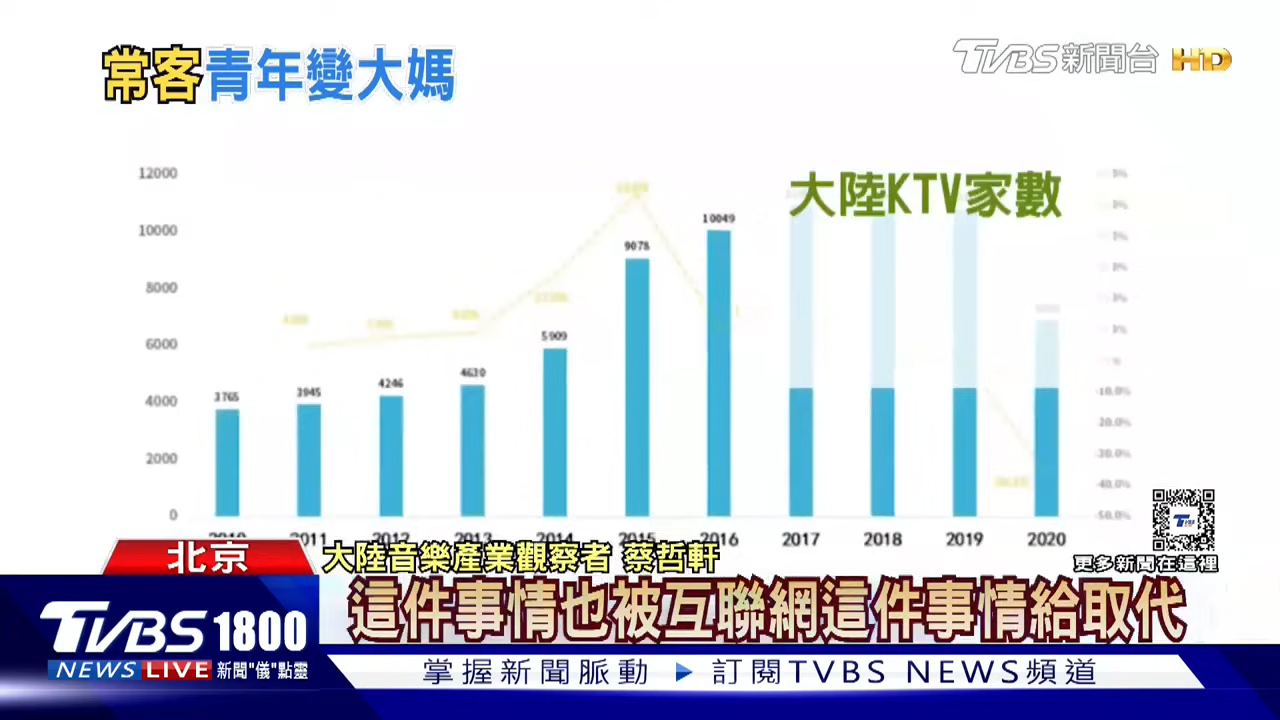 常客青年變大媽
TVBS新聞台 HD
大陸KTV家數
12000
10000
8000
6000
4000
2000
0
3765
3945
4246
4630
5909
9078
10049
-10.0%
-20.0%
-30.0%
-40.0%
-50.0%
2010 2011 2012 2013 2014 2015 2016 2017 2018 2019 2020
更多新聞在這裡
北京
大陸音樂產業觀察者 蔡哲軒
這件事情也被互聯網這件事情給取代
TVBS 1800
NEWS LIVE 新聞"儀"點靈
掌握新聞脈動 ▶ 訂閱TVBS NEWS頻道